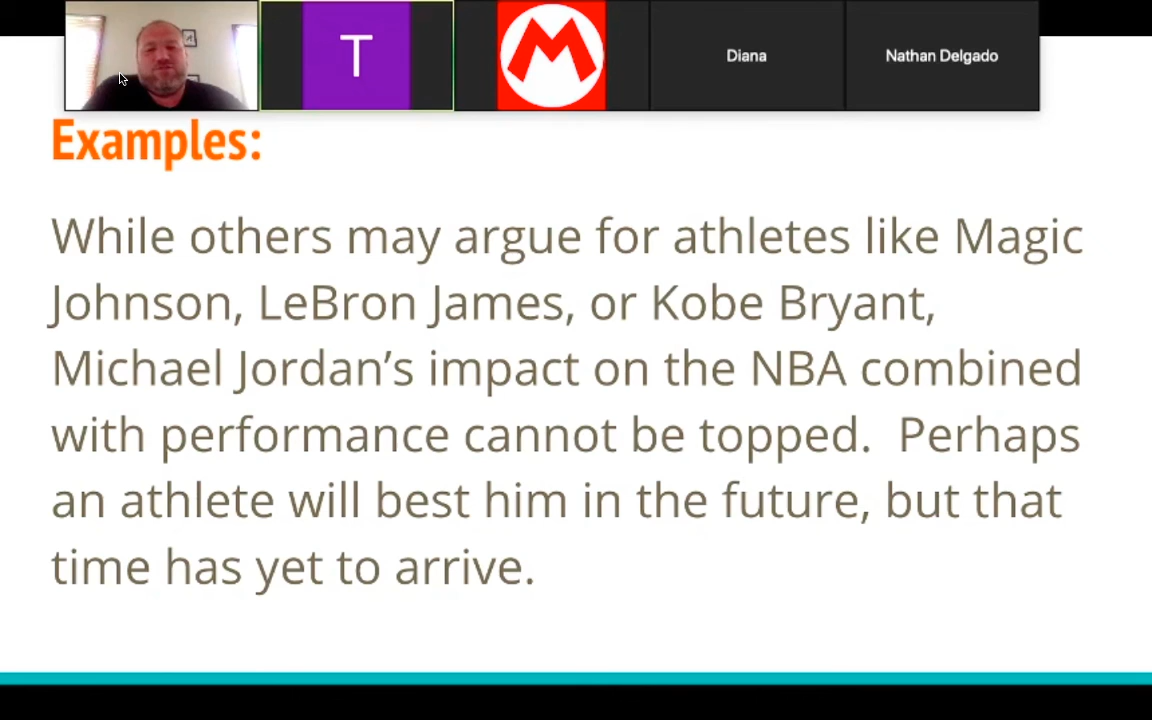 T
M
Diana
Nathan Delgado
Examples:
While others may argue for athletes like Magic
Johnson, LeBron James, or Kobe Bryant,
Michael Jordan’s impact on the NBA combined
with performance cannot be topped.  Perhaps
an athlete will best him in the future, but that
time has yet to arrive.